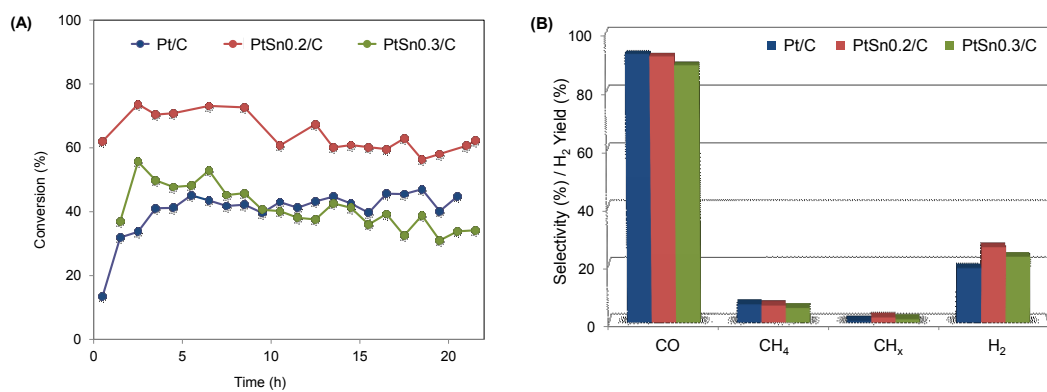 (A)
100
80
60
40
20
0
Conversion (%)
Pt/C
PtSn0.2/C
PtSn0.3/C
0
5
10
15
20
Time (h)
(B)
100
80
60
40
20
0
Selectivity (%) / H₂ Yield (%)
Pt/C
PtSn0.2/C
PtSn0.3/C
CO
CH₄
CHₓ
H₂